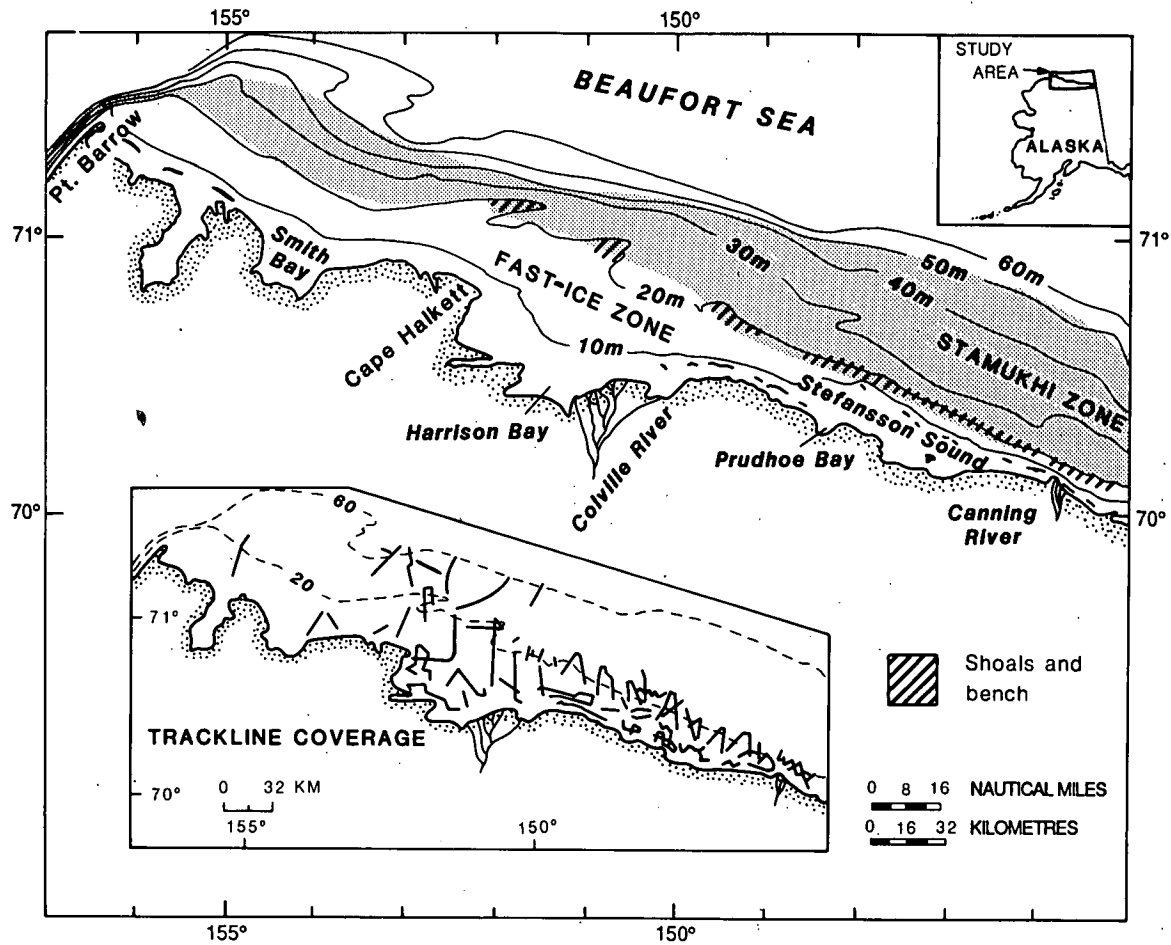 155°
150°
STUDY
AREA
ALASKA
BEAUFORT SEA
Pt. Barrow
71°
71°
Smith
Bay
FAST-ICE ZONE
30m
50m
60m
40m
20m
Cape Halkett
10m
STAMUKHI ZONE
Stefansson Sound
Harrison Bay
Colville River
Prudhoe Bay
Canning
River
70°
70°
60
20
71°
TRACKLINE COVERAGE
70°
0 32 KM
155°
150°
Shoals and
bench
0 8 16 NAUTICAL MILES
0 16 32 KILOMETRES
155°
150°